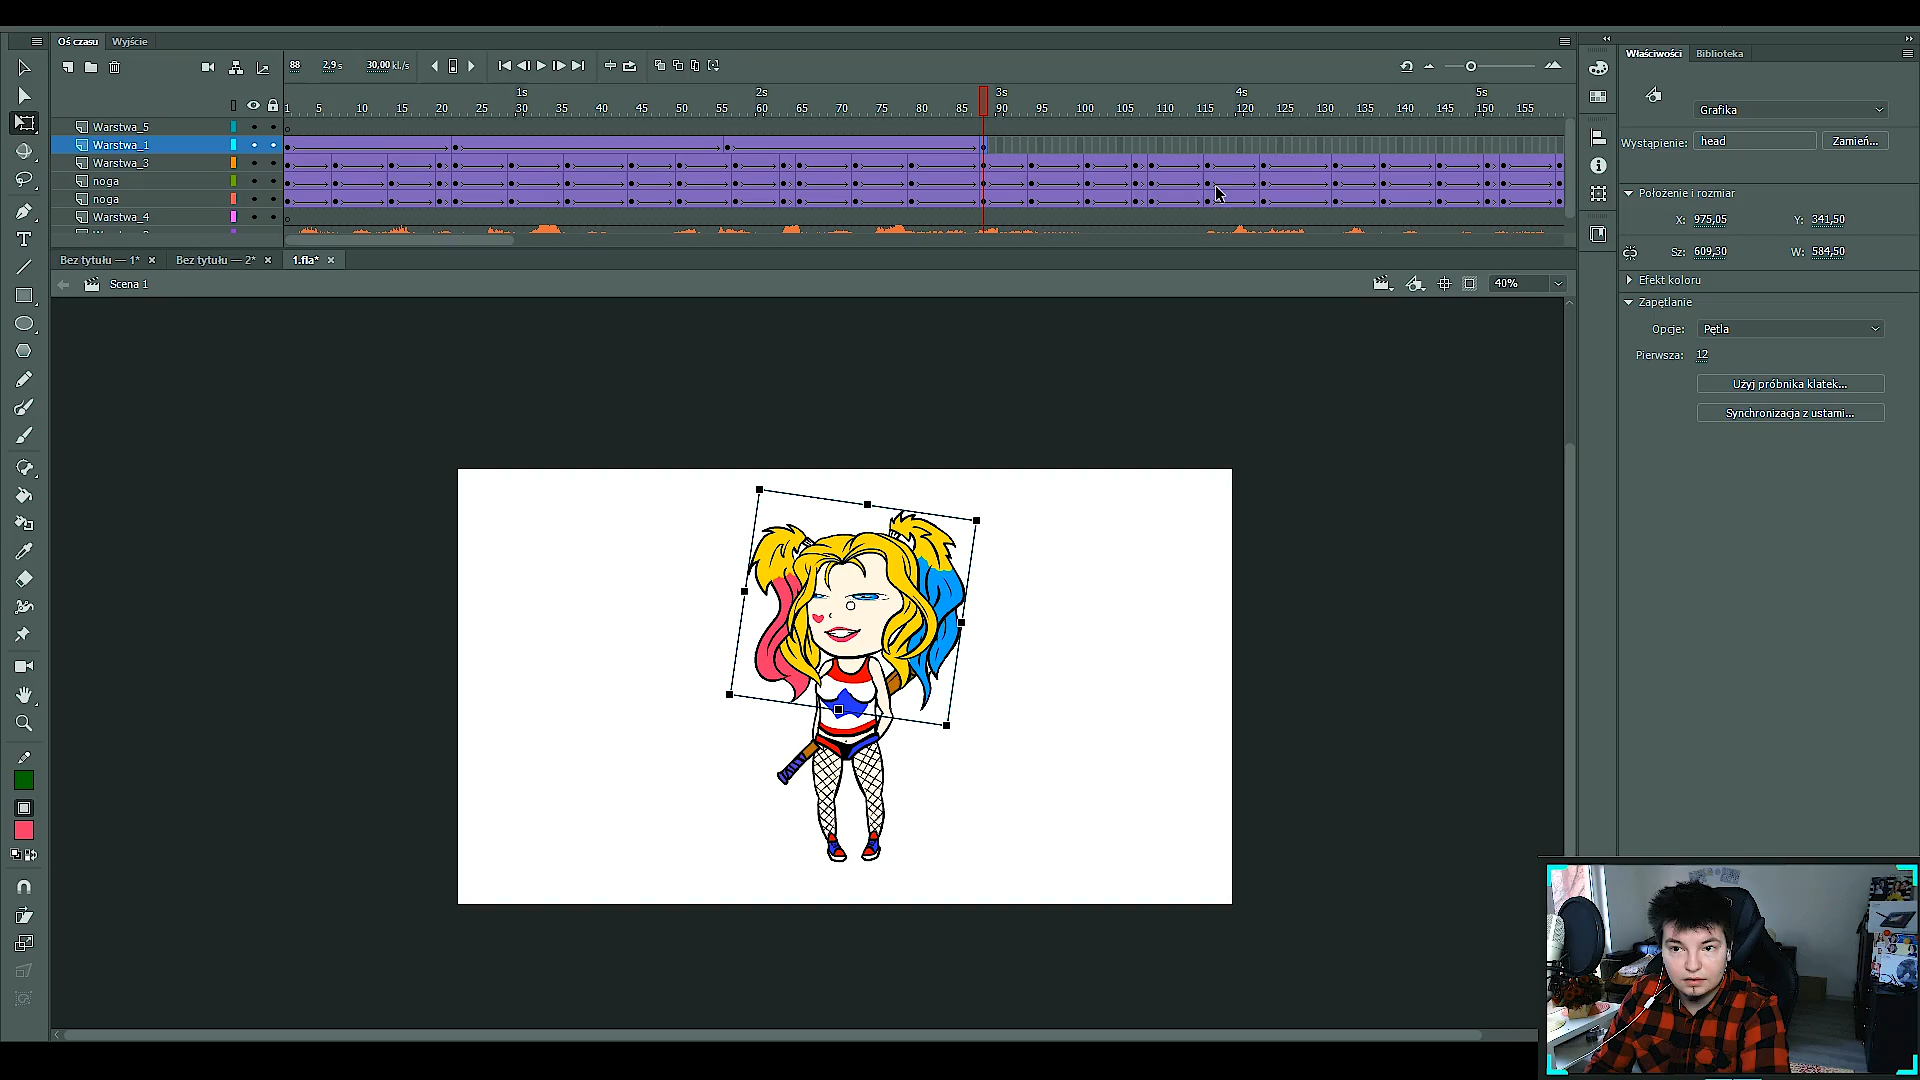 Oś czasu Wyjście
88 2,9 s 30,00 kl./s
1s 2s 3s 4s 5s
1 5 10 15 20 25 30 35 40 45 50 55 60 65 70 75 80 85 90 95 100 105 110 115 120 125 130 135 140 145 150 155
Warstwa_5
Warstwa_1
Warstwa_3
noga
noga
Warstwa_4
Bez tytułu — 1* × Bez tytułu — 2* × 1.fla* ×
Scena 1
40%
Właściwości Biblioteka
Grafika
Wystąpienie: head Zamień...
Położenie i rozmiar
X: 975,05 Y: 341,50
Sz: 609,30 W: 584,50
Efekt koloru
Zapętlanie
Opcje: Pętla
Pierwsza: 12
Użyj próbnika klatek...
Synchronizacja z ustami...